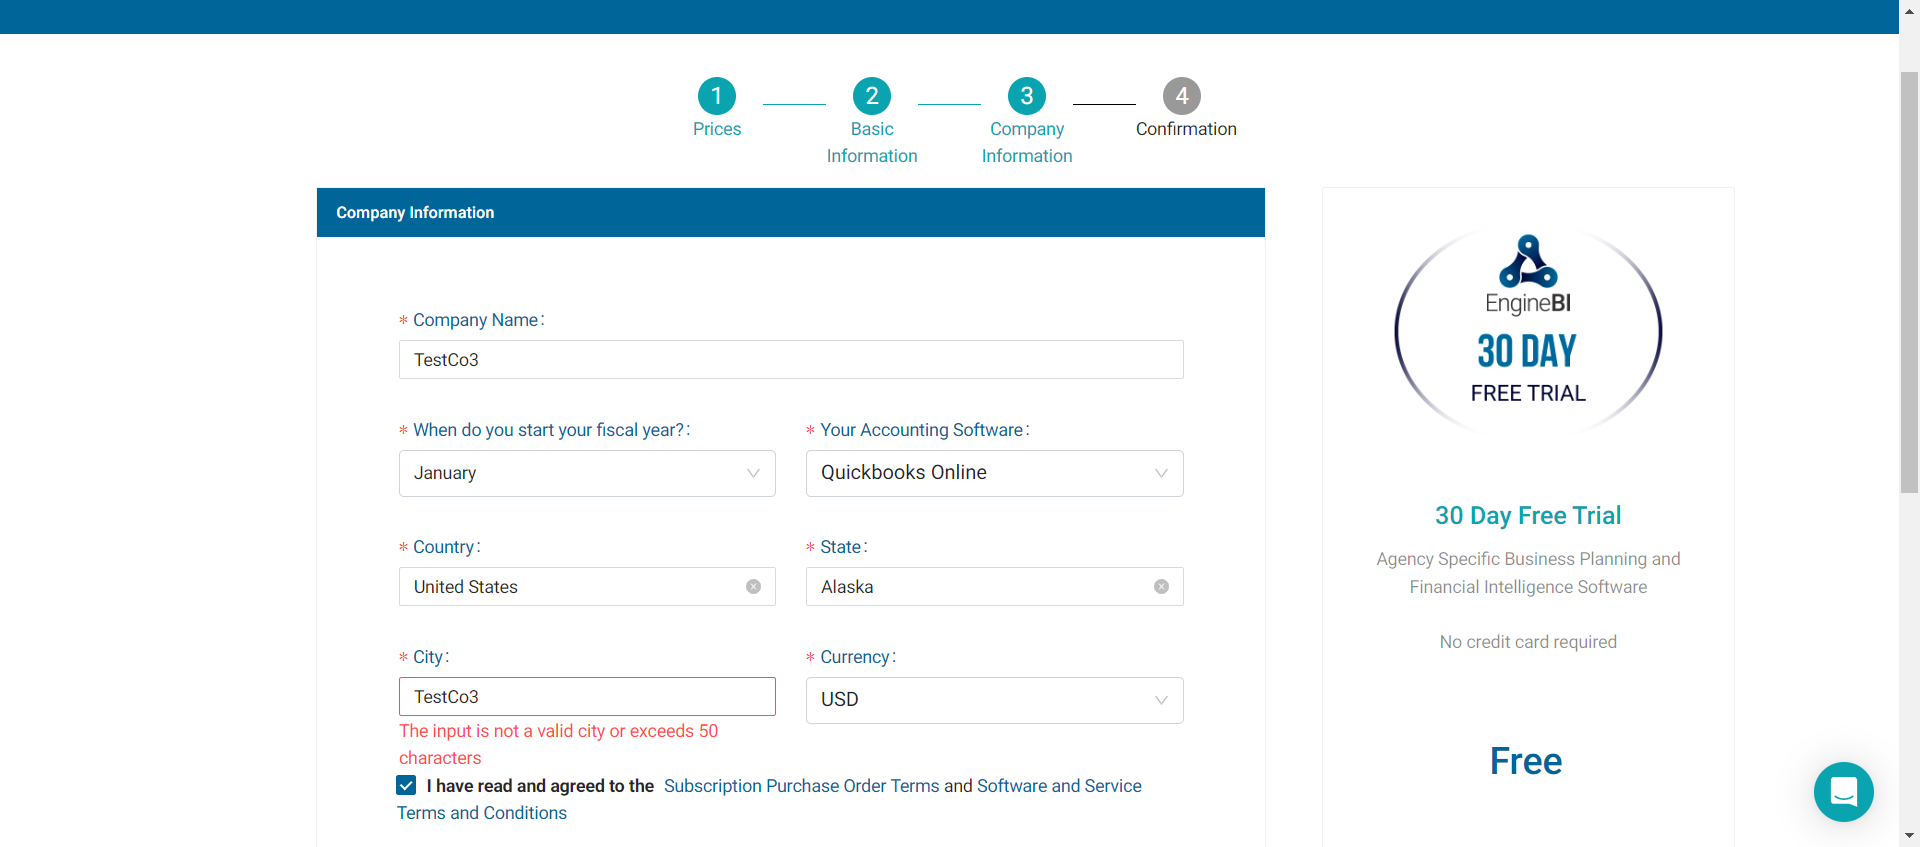 1 2 3 4
Prices Basic Information Company Information Confirmation
Company Information
* Company Name:
TestCo3
* When do you start your fiscal year?:
January
* Your Accounting Software:
Quickbooks Online
* Country:
United States
* State:
Alaska
* City:
TestCo3
The input is not a valid city or exceeds 50
characters
* Currency:
USD
I have read and agreed to the Subscription Purchase Order Terms and Software and Service
Terms and Conditions
EngineBI
30 DAY
FREE TRIAL
30 Day Free Trial
Agency Specific Business Planning and
Financial Intelligence Software
No credit card required
Free